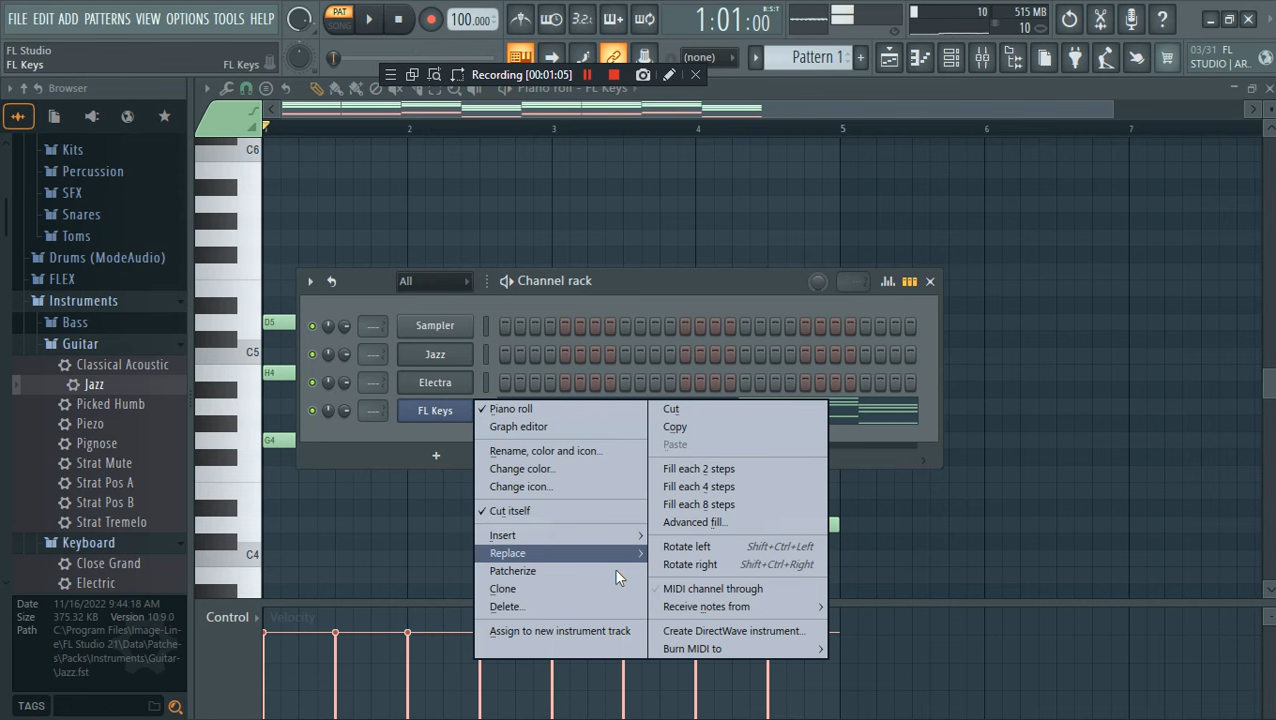 FILE EDIT ADD PATTERNS VIEW OPTIONS TOOLS HELP
FL Studio
FL Keys
FL Keys
PAT
SONG
100.000
3.2..
1:01:00
B:S:T
10
515 MB
10
(none)
Pattern 1
03/31 FL
STUDIO | AR..
Recording [00:01:05]
Browser
Piano roll - FL Keys
Kits
Percussion
SFX
Snares
Toms
Drums (ModeAudio)
FLEX
Instruments
Bass
Guitar
Classical Acoustic
Jazz
Picked Humb
Piezo
Pignose
Strat Mute
Strat Pos A
Strat Pos B
Strat Tremelo
Keyboard
Close Grand
Electric
Date 11/16/2022
9:44:18 AM
Size 375.32 KB
Version 10.9.0
Path C:\Program
Files\Image-Lin
e\FL Studio
21\Data\Patche
s\Packs\Instru
ments\Guitar-
\Jazz.fst
TAGS
2
3
4
5
6
7
C6
D5
C5
H4
G4
C4
Control
Velocity
All
Channel rack
Sampler
Jazz
Electra
FL Keys
Piano roll
Graph editor
Rename, color and icon...
Change color...
Change icon...
Cut itself
Insert
Replace
Patcherize
Clone
Delete...
Assign to new instrument track
Cut
Copy
Paste
Fill each 2 steps
Fill each 4 steps
Fill each 8 steps
Advanced fill...
Rotate left Shift+Ctrl+Left
Rotate right Shift+Ctrl+Right
MIDI channel through
Receive notes from
Create DirectWave instrument...
Burn MIDI to